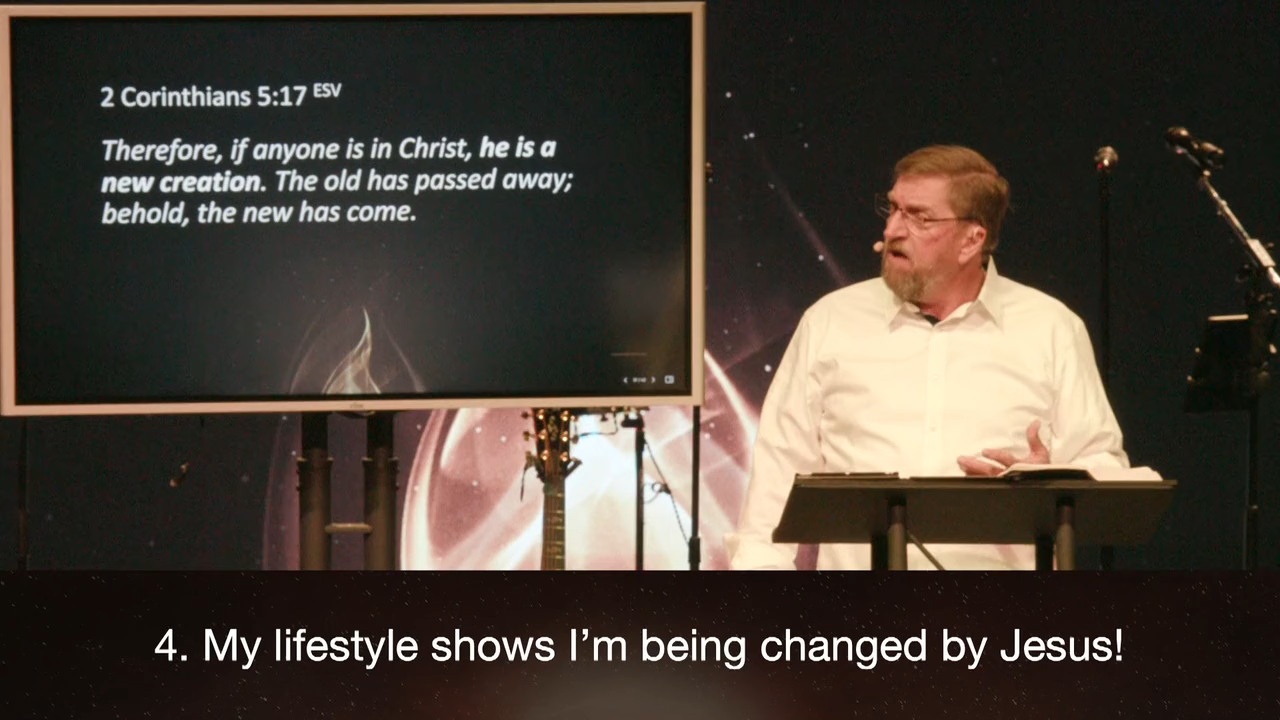 2 Corinthians 5:17 ESV
Therefore, if anyone is in Christ, he is a
new creation. The old has passed away;
behold, the new has come.
4. My lifestyle shows I’m being changed by Jesus!